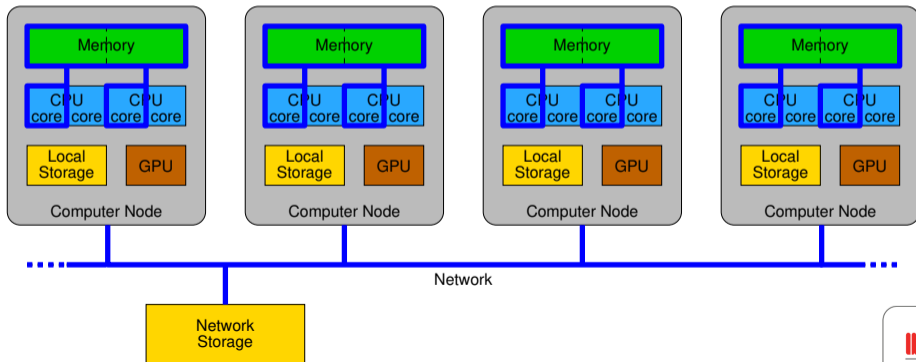 Memory Memory Memory Memory
CPU CPU CPU CPU CPU CPU CPU CPU
core core core core core core core core core core core core core core core core
Local Storage GPU Local Storage GPU Local Storage GPU Local Storage GPU
Computer Node Computer Node Computer Node Computer Node
Network
Network
Storage